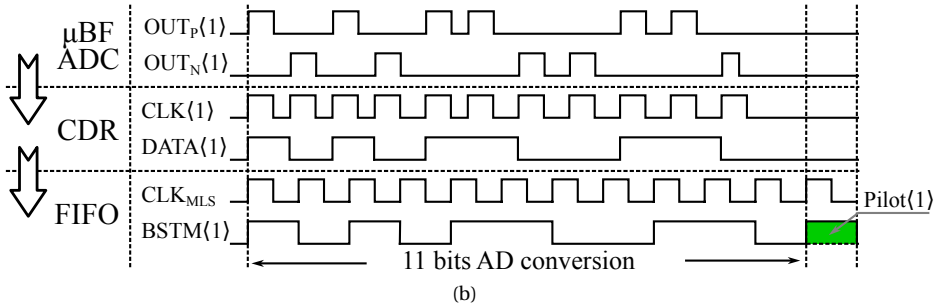 μBF
ADC
CDR
FIFO
OUTP⟨1⟩
OUTN⟨1⟩
CLK⟨1⟩
DATA⟨1⟩
CLKMLS
BSTM⟨1⟩
Pilot⟨1⟩
11 bits AD conversion
(b)